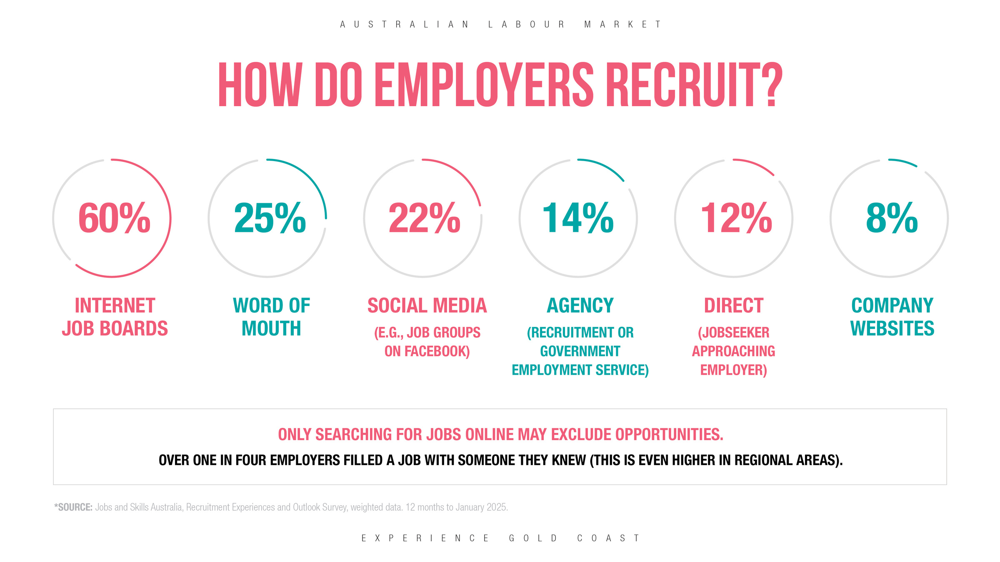 AUSTRALIAN LABOUR MARKET
HOW DO EMPLOYERS RECRUIT?
60%
INTERNET
JOB BOARDS
25%
WORD OF
MOUTH
22%
SOCIAL MEDIA
(E.G., JOB GROUPS
ON FACEBOOK)
14%
AGENCY
(RECRUITMENT OR
GOVERNMENT
EMPLOYMENT SERVICE)
12%
DIRECT
(JOBSEEKER
APPROACHING
EMPLOYER)
8%
COMPANY
WEBSITES
ONLY SEARCHING FOR JOBS ONLINE MAY EXCLUDE OPPORTUNITIES.
OVER ONE IN FOUR EMPLOYERS FILLED A JOB WITH SOMEONE THEY KNEW (THIS IS EVEN HIGHER IN REGIONAL AREAS).
*SOURCE: Jobs and Skills Australia, Recruitment Experiences and Outlook Survey, weighted data. 12 months to January 2025.
EXPERIENCE GOLD COAST